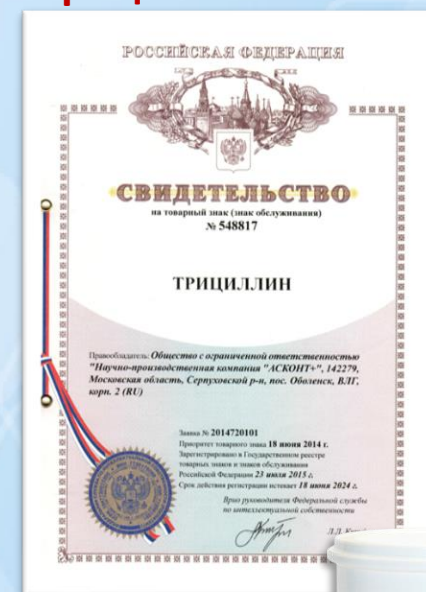 РОССИЙСКАЯ ФЕДЕРАЦИЯ
СВИДЕТЕЛЬСТВО
на товарный знак (знак обслуживания)
№ 548817
ТРИЦИЛЛИН
Правообладатель: Общество с ограниченной ответственностью
"Научно-производственная компания "АСКОНТ+", 142279,
Московская область, Серпуховской р-н, пос. Оболенск, ВЛГ,
корп. 2 (RU)
Заявка № 2014720101
Приоритет товарного знака 18 июня 2014 г.
Зарегистрировано в Государственном реестре
товарных знаков и знаков обслуживания
Российской Федерации 23 июля 2015 г.
Срок действия регистрации истекает 18 июня 2024 г.
Врио руководителя Федеральной службы
по интеллектуальной собственности
Л.Л.